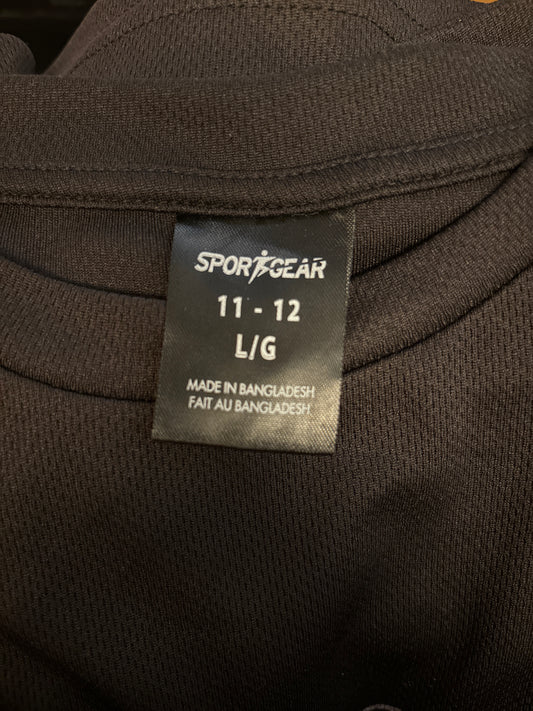 SPORTGEAR
11 - 12
L/G
MADE IN BANGLADESH
FAIT AU BANGLADESH